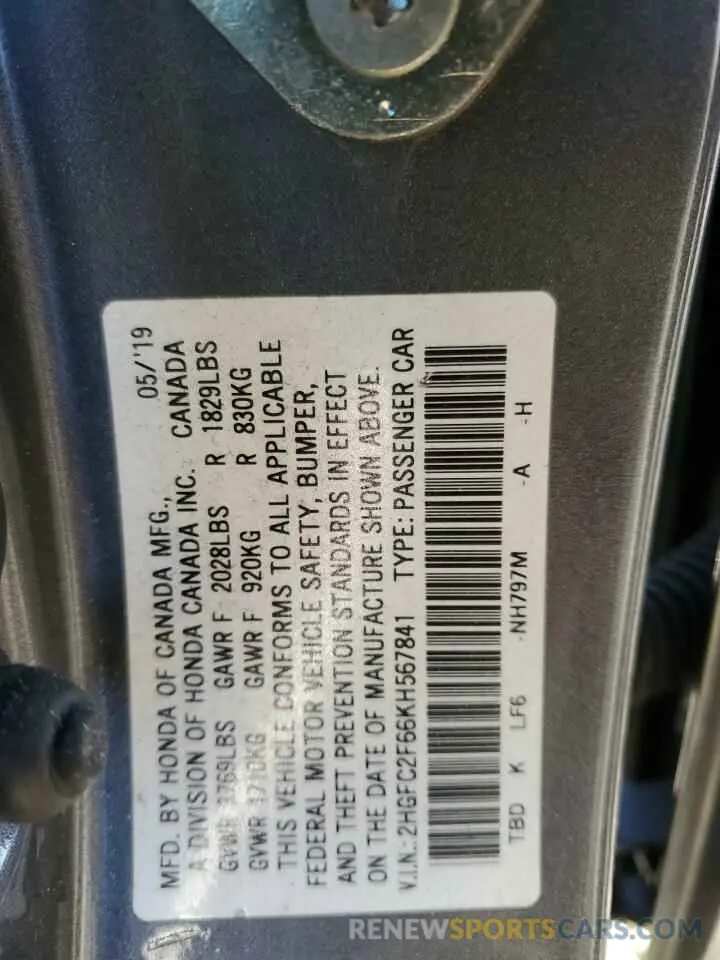 MFD. BY HONDA OF CANADA MFG., 05/'19
A DIVISION OF HONDA CANADA INC. CANADA
GVWR 3769LBS GAWR F 2028LBS R 1829LBS
GVWR 1710KG GAWR F 920KG R 830KG
THIS VEHICLE CONFORMS TO ALL APPLICABLE
FEDERAL MOTOR VEHICLE SAFETY, BUMPER,
AND THEFT PREVENTION STANDARDS IN EFFECT
ON THE DATE OF MANUFACTURE SHOWN ABOVE.
V.I.N.: 2HGFC2F66KH567841 TYPE: PASSENGER CAR
TBD K LF6 -NH797M -A -H
RENEWSPORTSCARS.COM